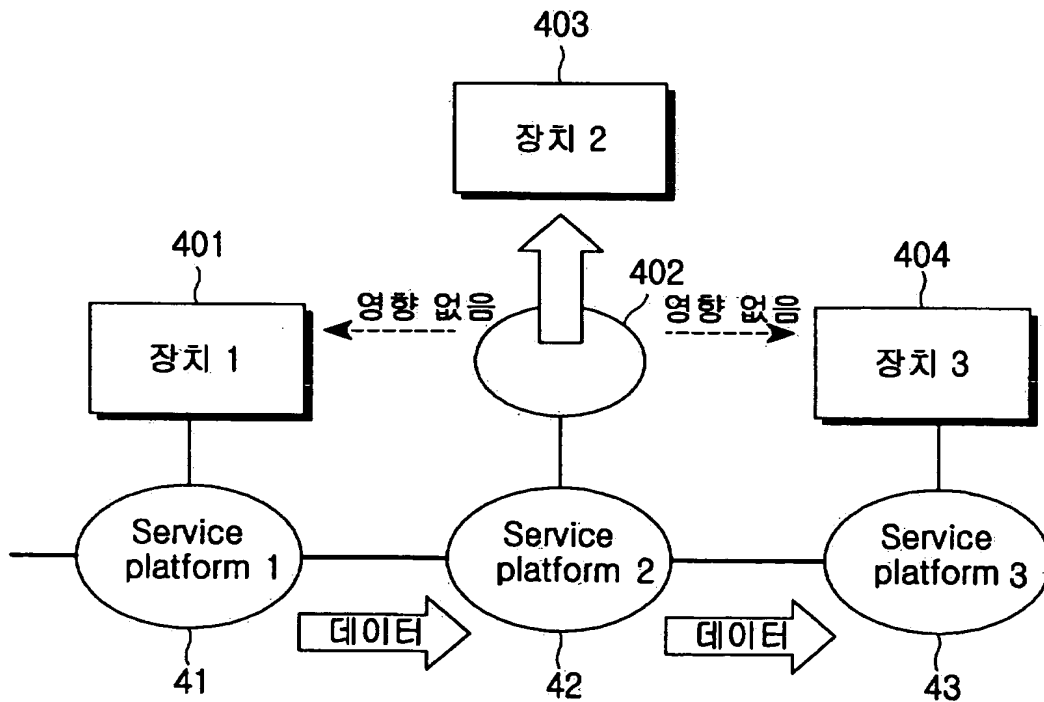 403
장치 2
401
402
404
영향 없음
영향 없음
장치 1
장치 3
Service
platform 1
Service
platform 2
Service
platform 3
데이터
데이터
41
42
43